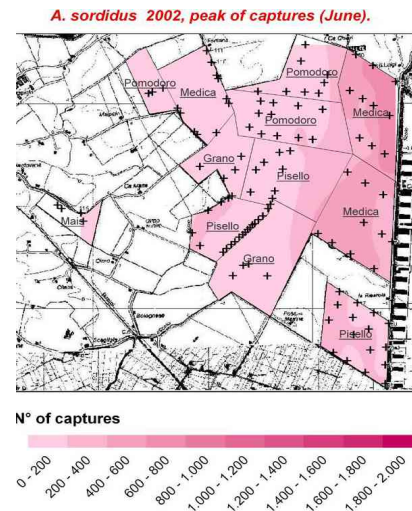 A. sordidus 2002, peak of captures (June).
Pomodoro
Pomodoro
Medica
Medica
Pomodoro
Grano
Pisello
Mais
Pisello
Medica
Grano
Pisello
N° of captures
0 - 200
200 - 400
400 - 600
600 - 800
800 - 1.000
1.000 - 1.200
1.200 - 1.400
1.400 - 1.600
1.600 - 1.800
1.800 - 2.000